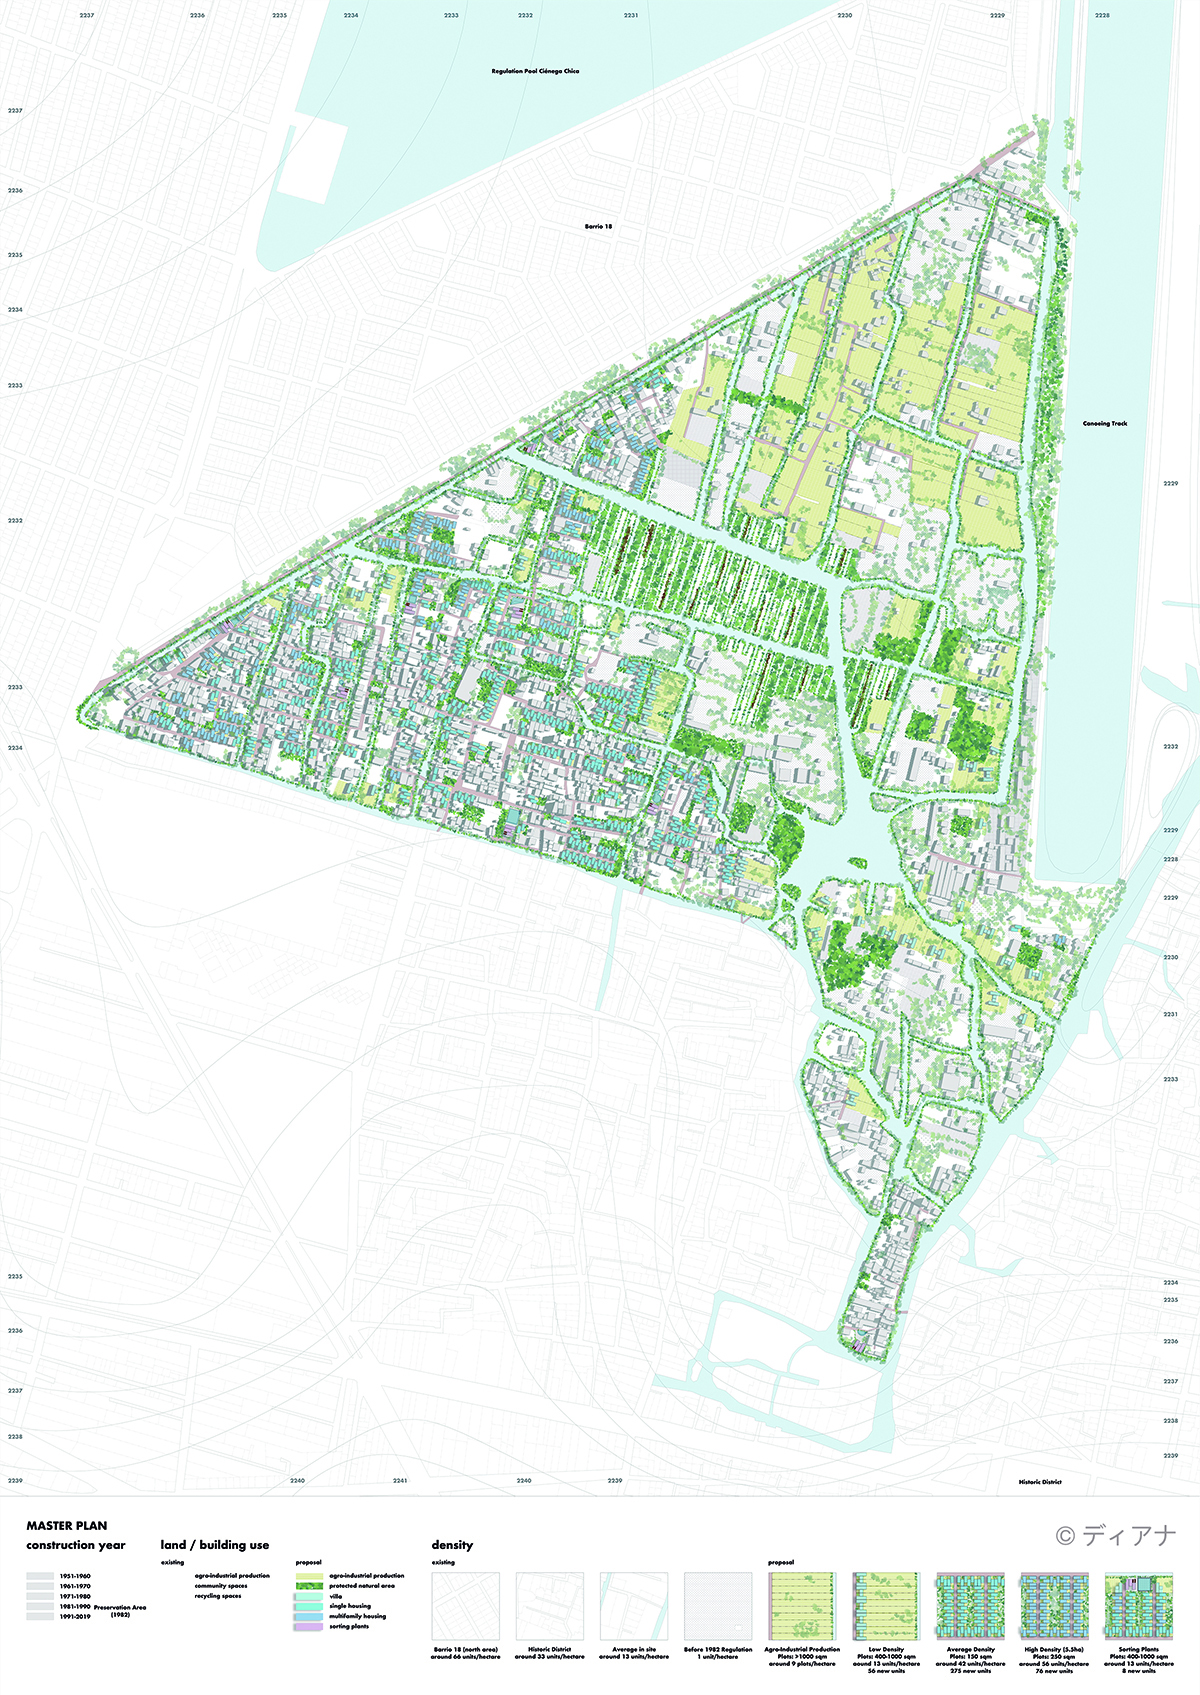 2237
2236
2235
2234
2233
2232
2231
2230
2229
2228
Regulation Pool Ciénega Chica
2237
2236
Barrio 18
2235
2234
2233
Canoeing Track
2229
2232
2233
2232
2234
2229
2228
2229
2230
2231
2233
2235
2234
2235
2236
2236
2237
2237
2238
2238
2239
2239
2240
2241
2240
2239
Historic District
MASTER PLAN
construction year
1951-1960
1961-1970
1971-1980
1981-1990
1991-2019
Preservation Area
(1982)
land / building use
existing
agro-industrial production
community spaces
recycling spaces
proposal
agro-industrial production
protected natural area
villa
single housing
multifamily housing
sorting plants
density
existing
Barrio 18 (north area)
around 66 units/hectare
Historic District
around 33 units/hectare
Average in site
around 13 units/hectare
Before 1982 Regulation
1 unit/hectare
proposal
Agro-Industrial Production
Plots: >1000 sqm
around 9 plots/hectare
Low Density
Plots: 400-1000 sqm
around 13 units/hectare
56 new units
Average Density
Plots: 150 sqm
around 42 units/hectare
275 new units
High Density (5.5ha)
Plots: 250 sqm
around 56 units/hectare
76 new units
Sorting Plants
Plots: 400-1000 sqm
around 13 units/hectare
8 new units
© ディアナ